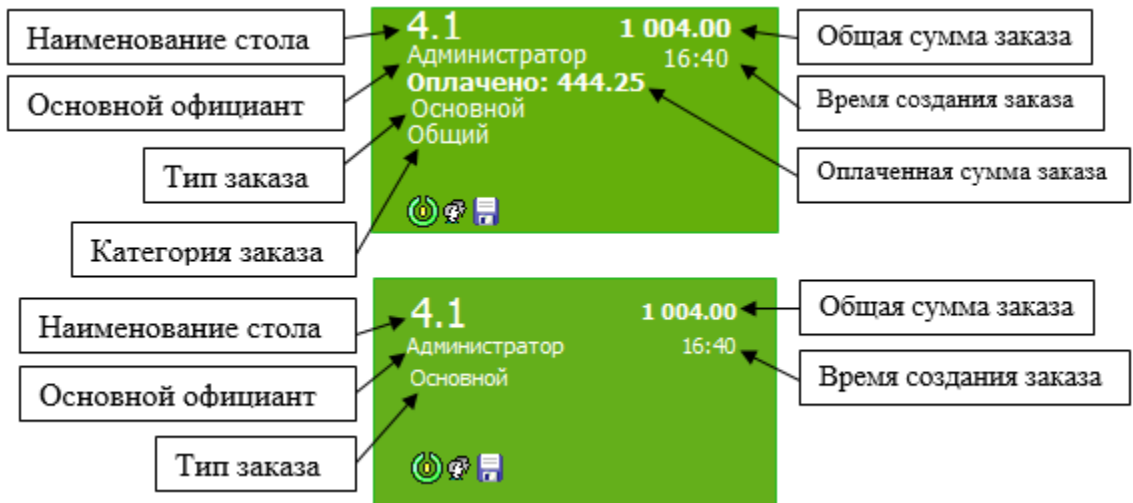 Наименование стола
Основной официант
Тип заказа
Категория заказа
4.1
1 004.00
Администратор
16:40
Оплачено: 444.25
Основной
Общий
Общая сумма заказа
Время создания заказа
Оплаченная сумма заказа
Наименование стола
Основной официант
Тип заказа
4.1
1 004.00
Администратор
16:40
Основной
Общая сумма заказа
Время создания заказа